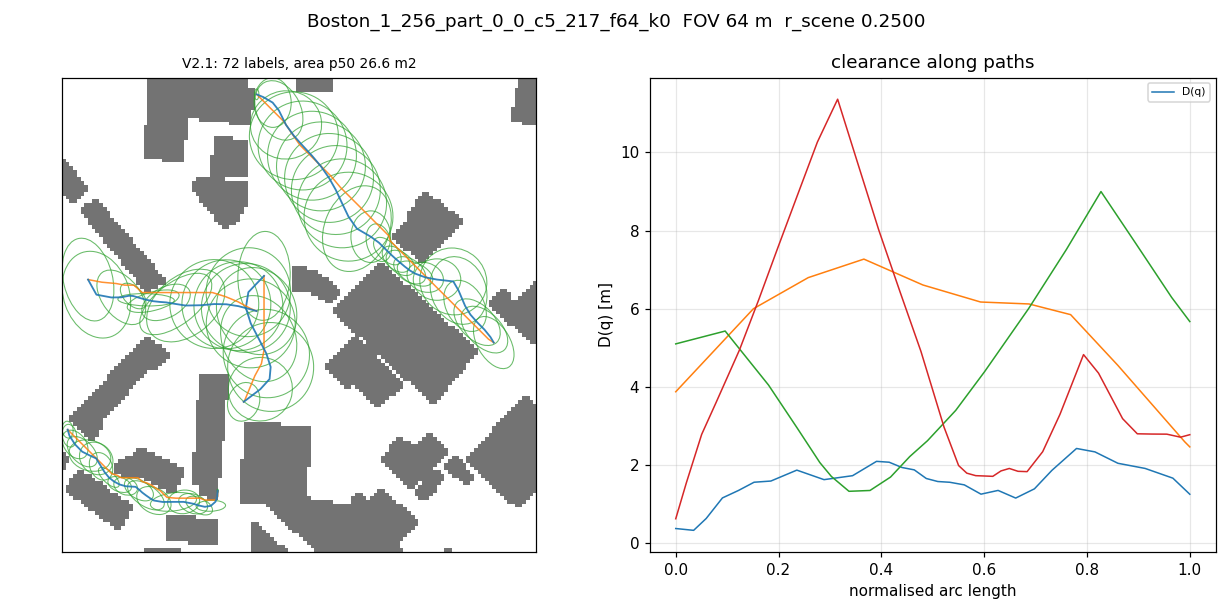 Boston_1_256_part_0_0_c5_217_f64_k0  FOV 64 m  r_scene 0.2500
V2.1: 72 labels, area p50 26.6 m2
clearance along paths
D(q)
D(q) [m]
10
8
6
4
2
0
0.0 0.2 0.4 0.6 0.8 1.0
normalised arc length